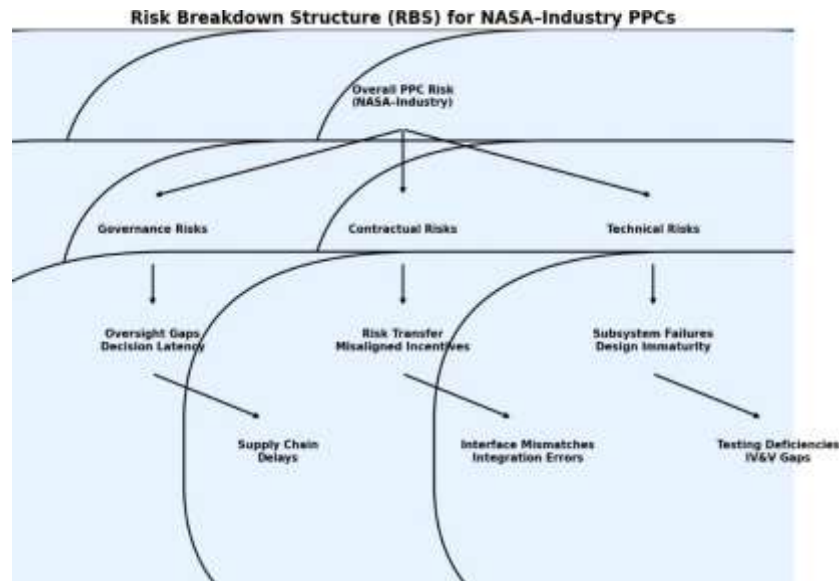 Risk Breakdown Structure (RBS) for NASA–Industry PPCs
Overall PPC Risk
(NASA–Industry)
Governance Risks
Contractual Risks
Technical Risks
Oversight Gaps
Decision Latency
Risk Transfer
Misaligned Incentives
Subsystem Failures
Design Immaturity
Supply Chain
Delays
Interface Mismatches
Integration Errors
Testing Deficiencies
IV&V Gaps